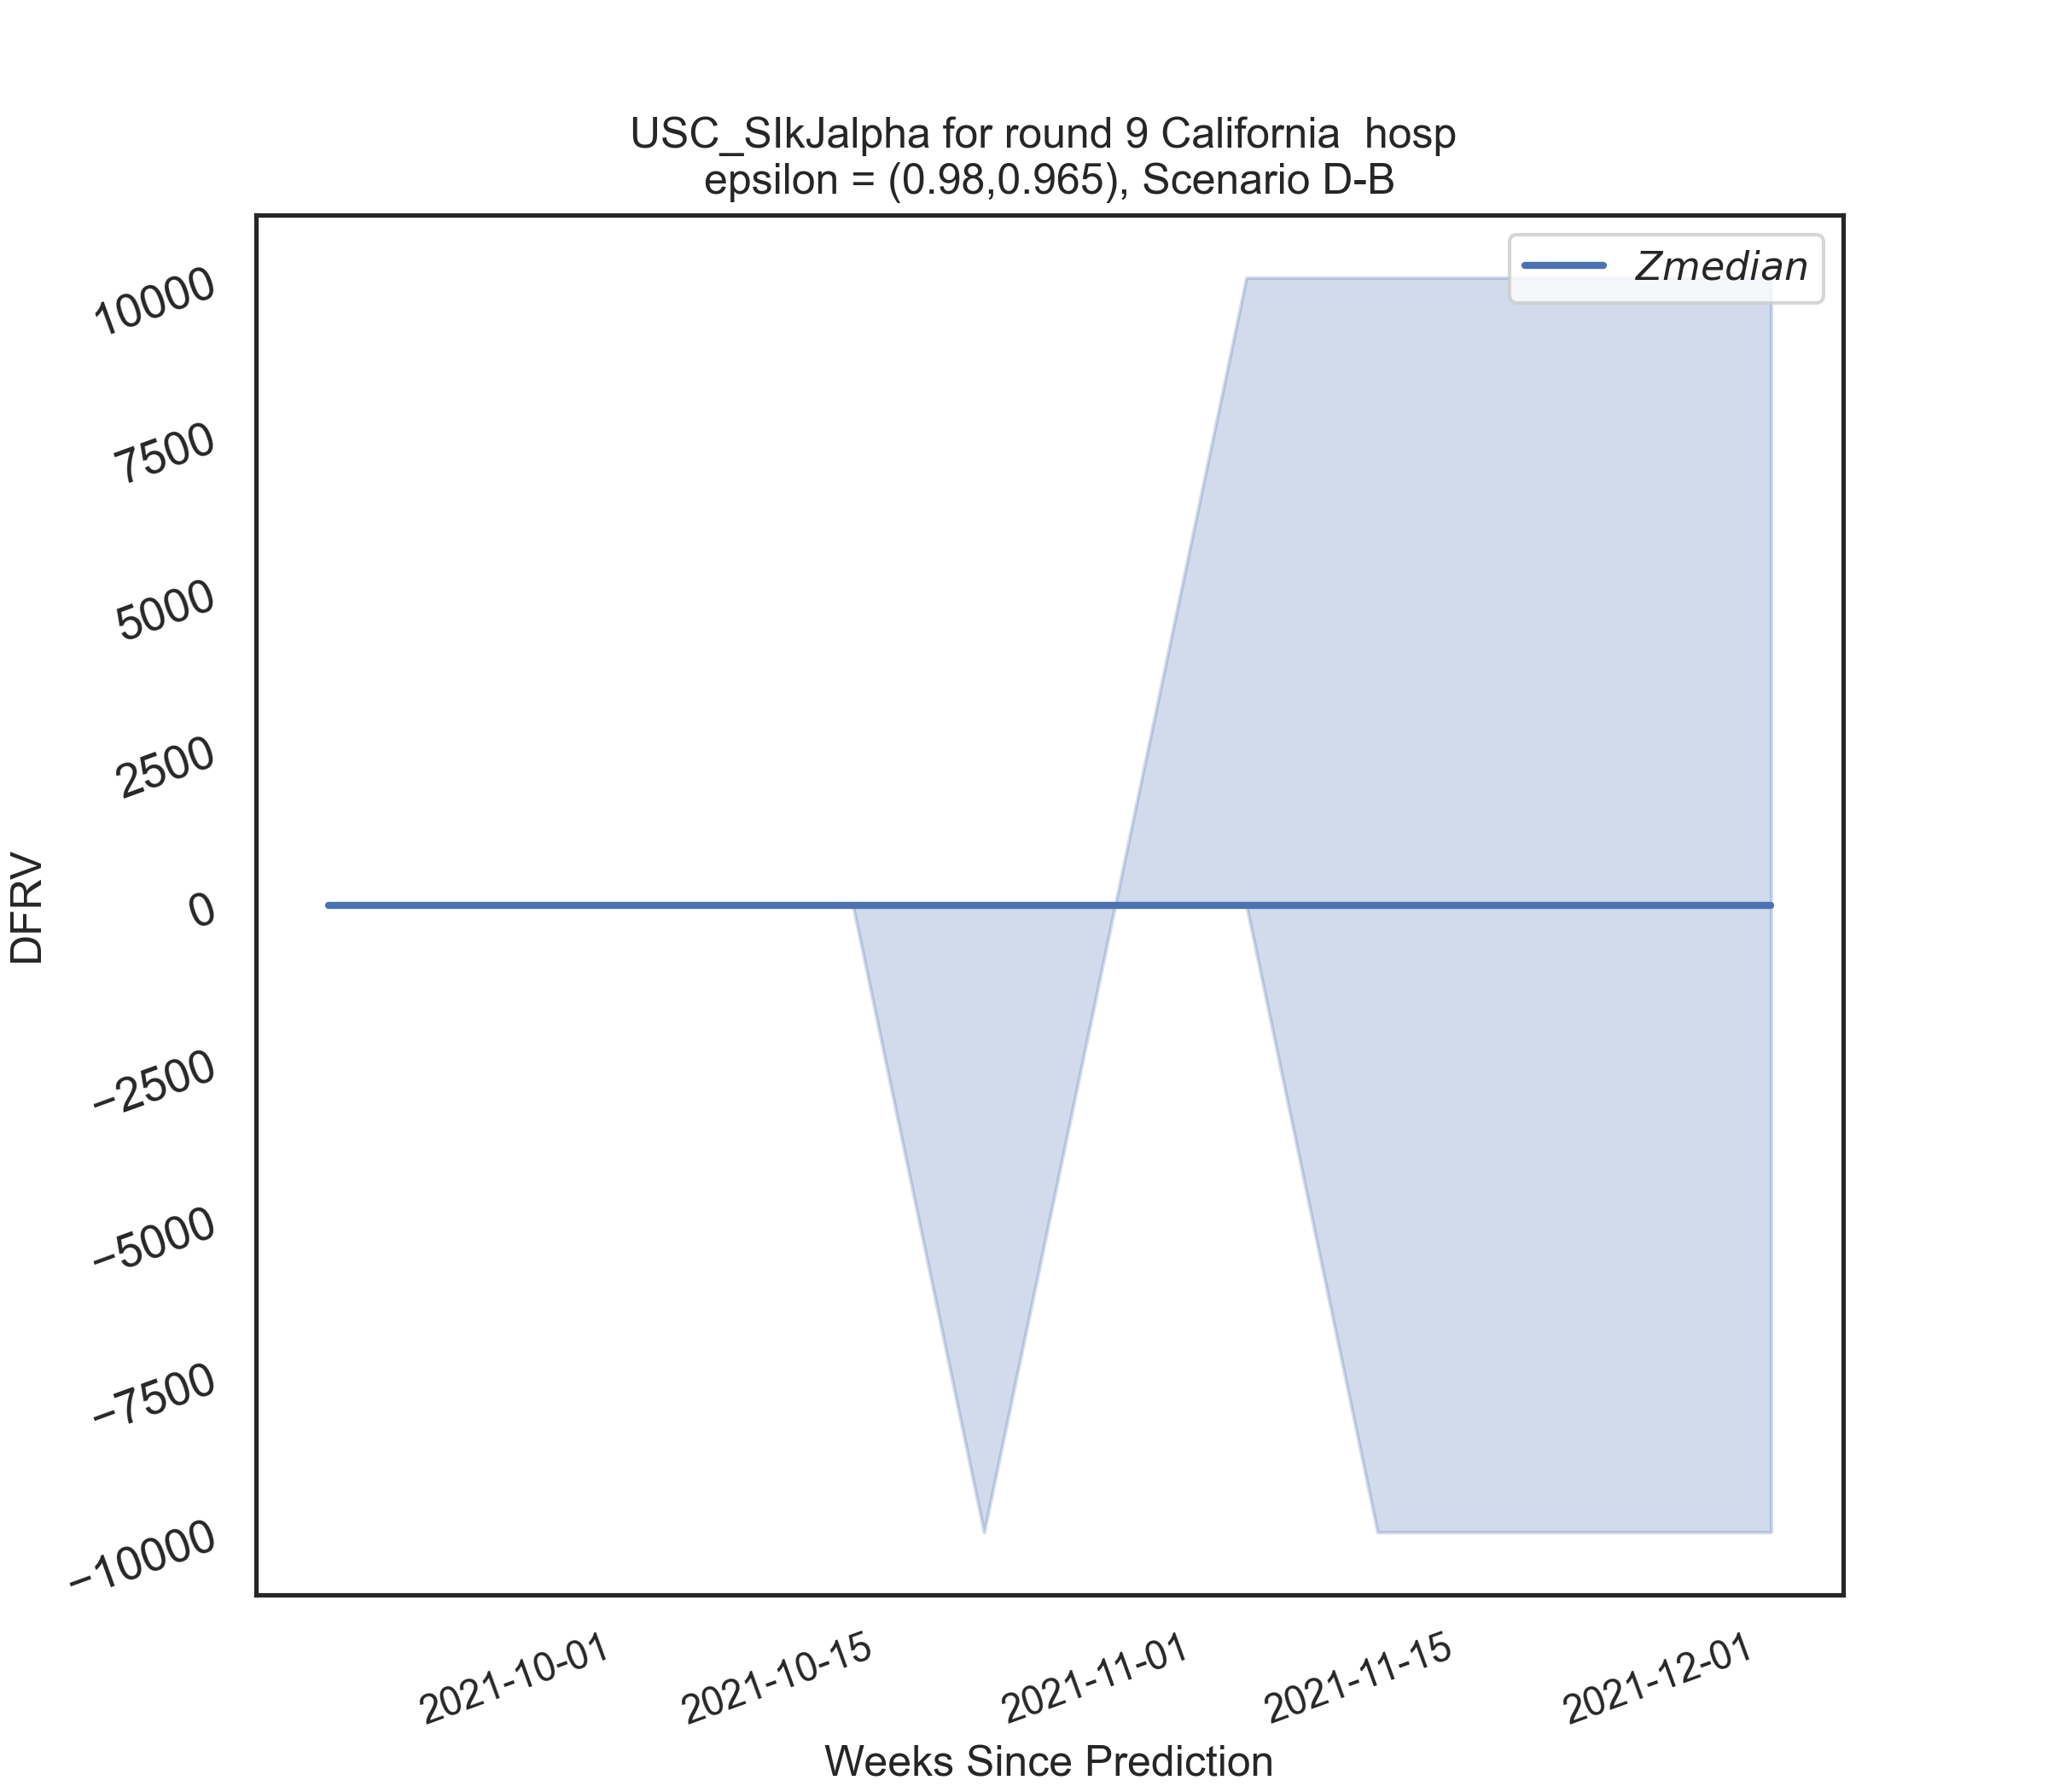 USC_SIkJalpha for round 9 California  hosp
epsilon = (0.98,0.965), Scenario D-B
Zmedian
10000
7500
5000
2500
0
−2500
−5000
−7500
−10000
DFRV
2021-10-01
2021-10-15
2021-11-01
2021-11-15
2021-12-01
Weeks Since Prediction